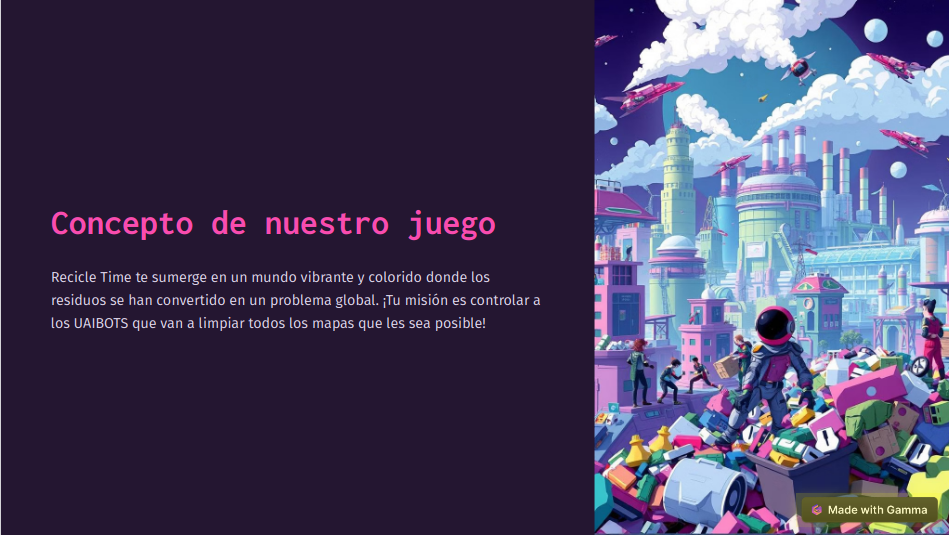 Concepto de nuestro juego
Recicle Time te sumerge en un mundo vibrante y colorido donde los
residuos se han convertido en un problema global. ¡Tu misión es controlar a
los UAIBOTS que van a limpiar todos los mapas que les sea posible!
Made with Gamma